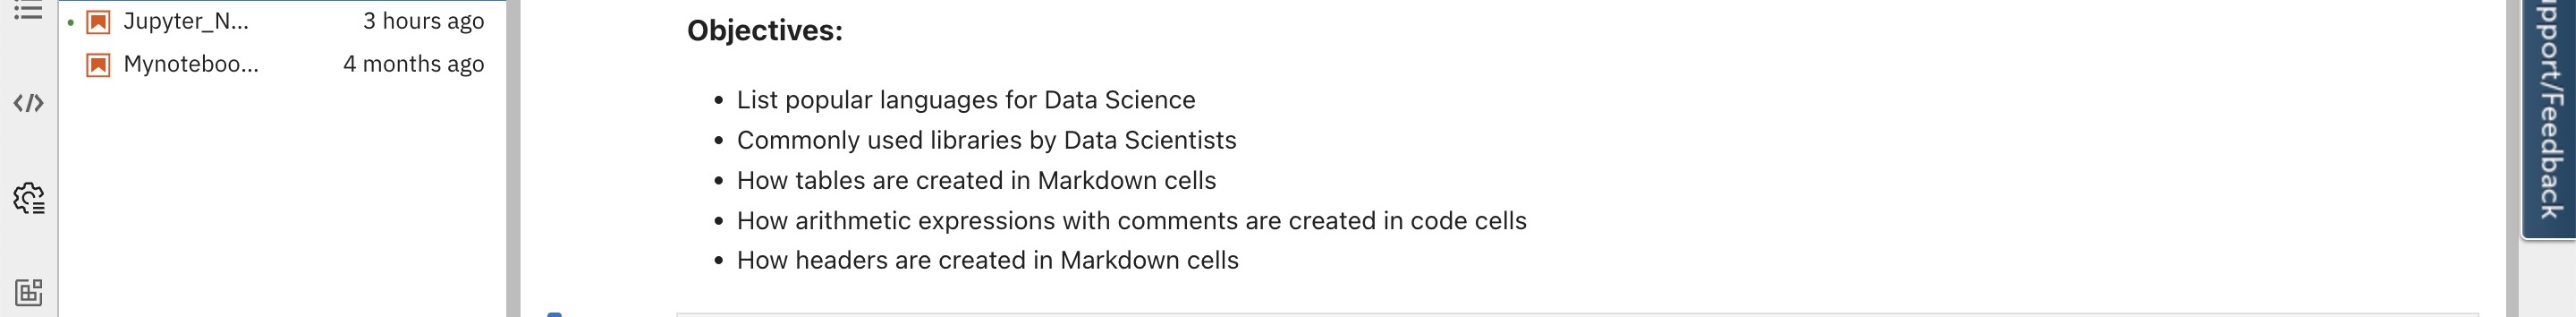 Jupyter_N... 3 hours ago
Mynoteboo... 4 months ago
Objectives:
• List popular languages for Data Science
• Commonly used libraries by Data Scientists
• How tables are created in Markdown cells
• How arithmetic expressions with comments are created in code cells
• How headers are created in Markdown cells
pport/Feedback